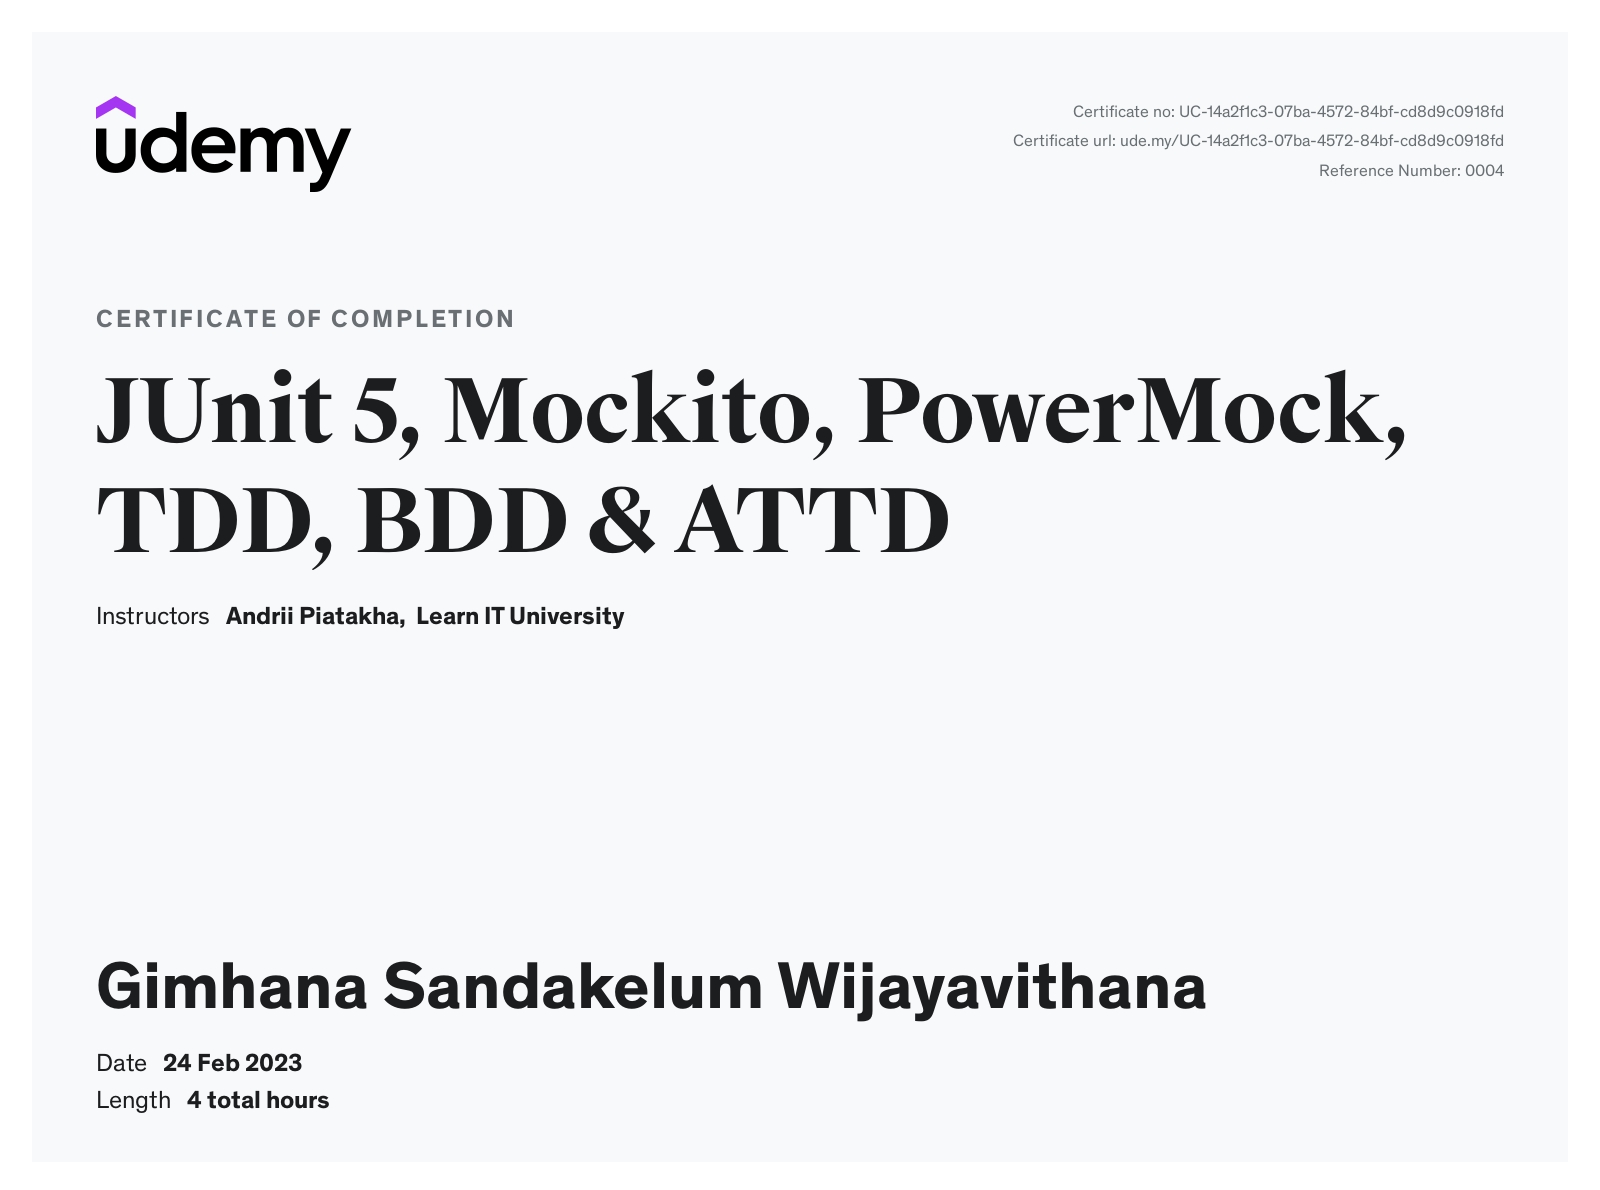 udemy
Certificate no: UC-14a2f1c3-07ba-4572-84bf-cd8d9c0918fd
Certificate url: ude.my/UC-14a2f1c3-07ba-4572-84bf-cd8d9c0918fd
Reference Number: 0004
CERTIFICATE OF COMPLETION
JUnit 5, Mockito, PowerMock,
TDD, BDD & ATTD
Instructors Andrii Piatakha, Learn IT University
Gimhana Sandakelum Wijayavithana
Date 24 Feb 2023
Length 4 total hours